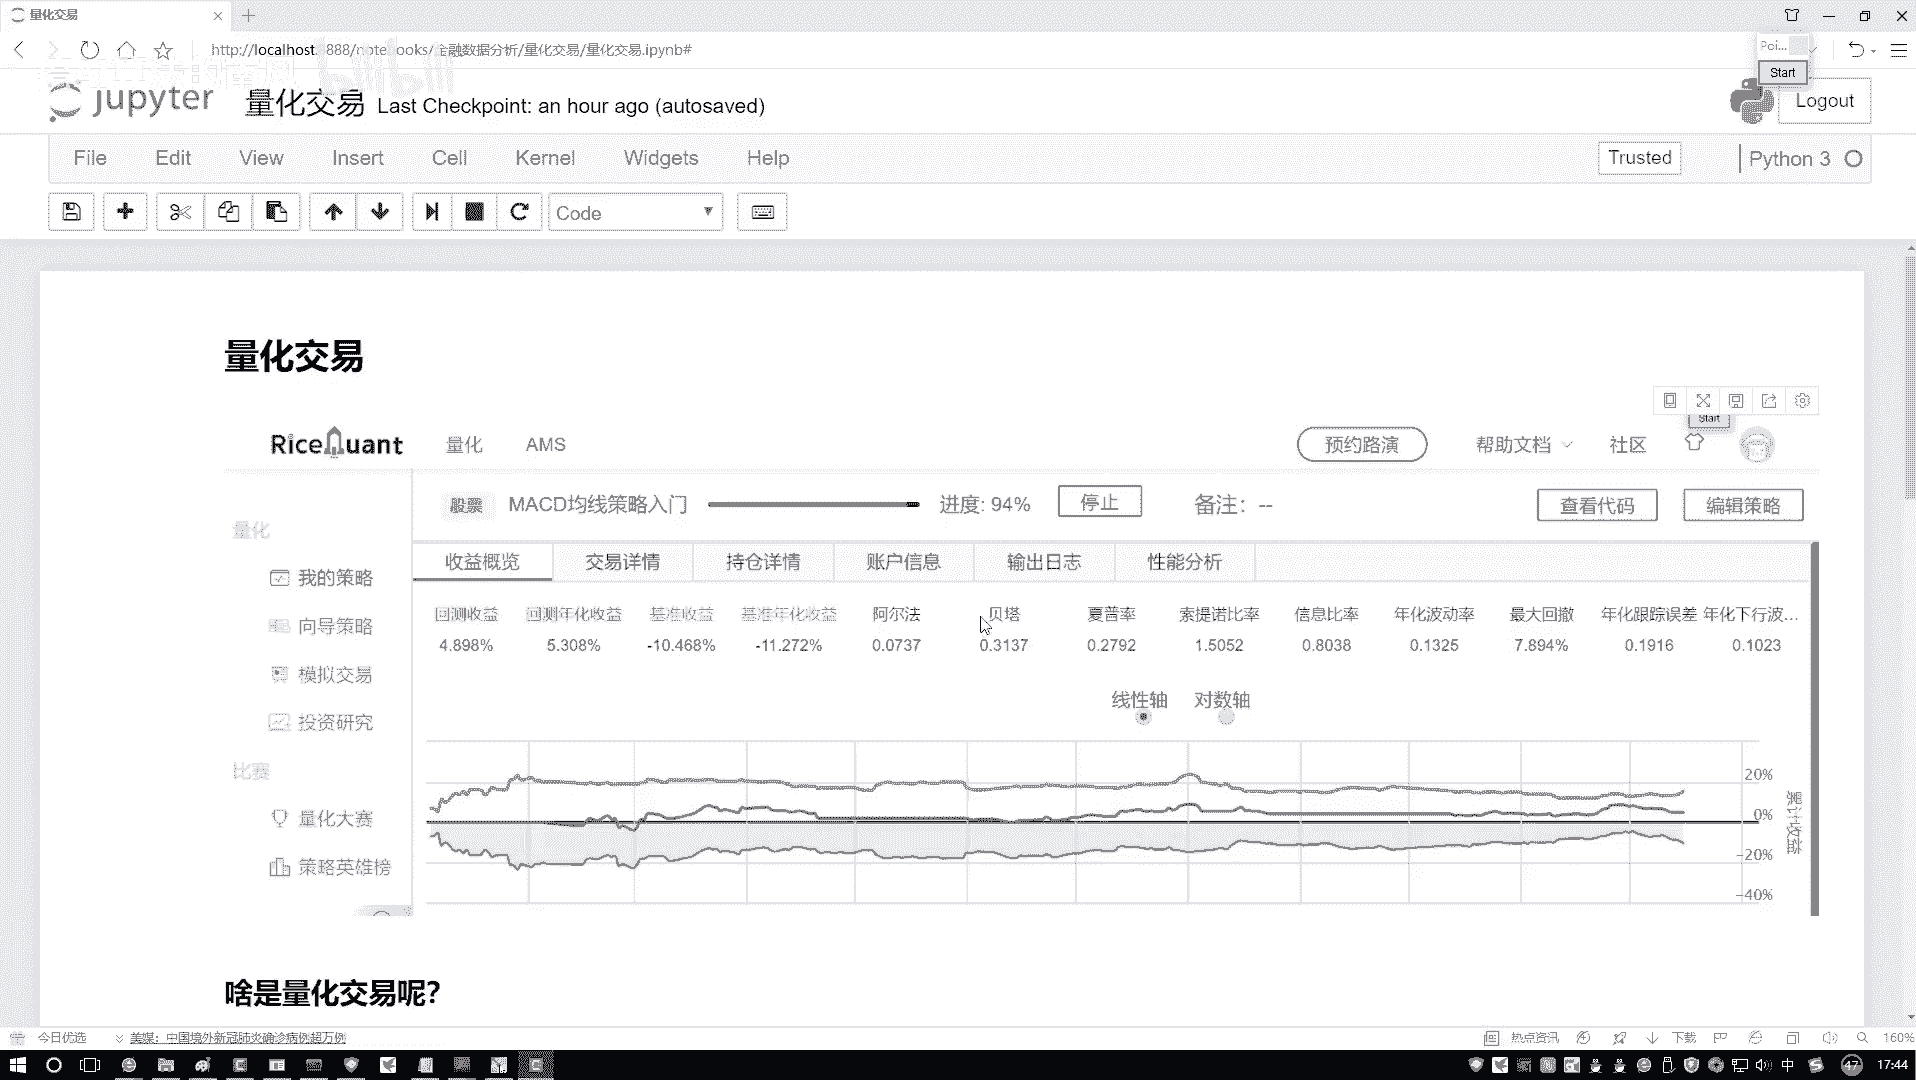 量化交易
http://localhost:8888/notebooks/金融数据分析/量化交易/量化交易.ipynb#
bilibili
Poi...
Start
jupyter 量化交易 Last Checkpoint: an hour ago (autosaved)
Logout
File Edit View Insert Cell Kernel Widgets Help
Trusted
Python 3
Code
量化交易
Start
RiceQuant 量化 AMS 预约路演 帮助文档 社区
股票 MACD均线策略入门 进度: 94% 停止 备注: -- 查看代码 编辑策略
量化
我的策略
向导策略
模拟交易
投资研究
比赛
量化大赛
策略英雄榜
收益概览 交易详情 持仓详情 账户信息 输出日志 性能分析
回测收益 回测年化收益 基准收益 基准年化收益 阿尔法 贝塔 夏普率 索提诺比率 信息比率 年化波动率 最大回撤 年化跟踪误差 年化下行波...
4.898% 5.308% -10.468% -11.272% 0.0737 0.3137 0.2792 1.5052 0.8038 0.1325 7.894% 0.1916 0.1023
线性轴 对数轴
20%
0%
-20%
-40%
累计收益
啥是量化交易呢?
今日优选 美媒：中国境外新冠肺炎确诊病例超万例
热点资讯 下载 160%
中 47 17:44